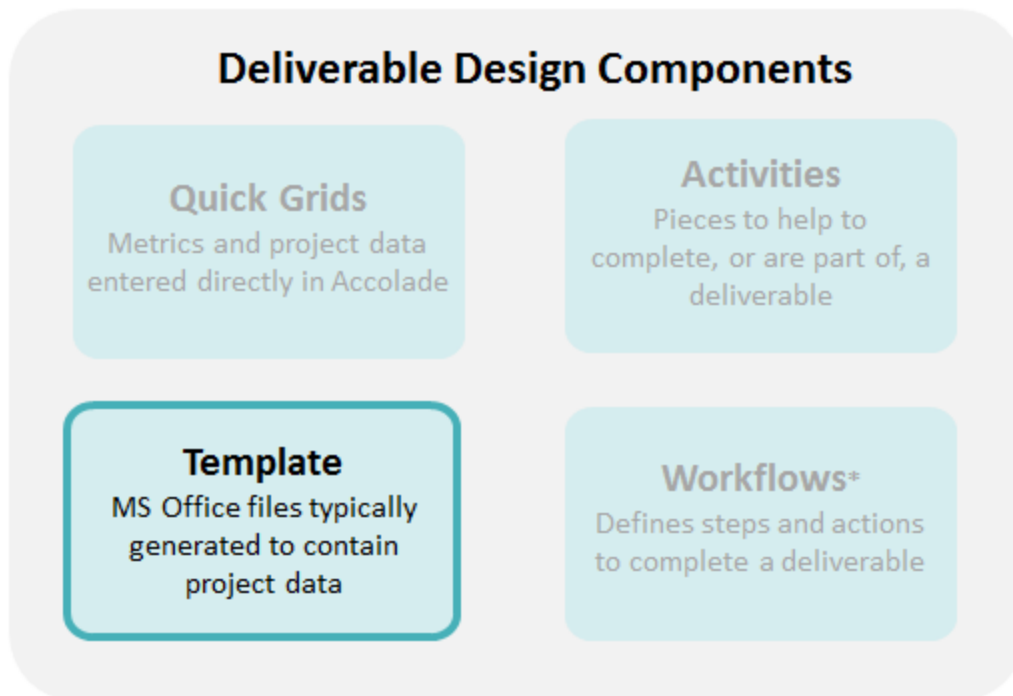 Deliverable Design Components
Quick Grids
Metrics and project data
entered directly in Accolade
Activities
Pieces to help to
complete, or are part of, a
deliverable
Template
MS Office files typically
generated to contain
project data
Workflows*
Defines steps and actions
to complete a deliverable